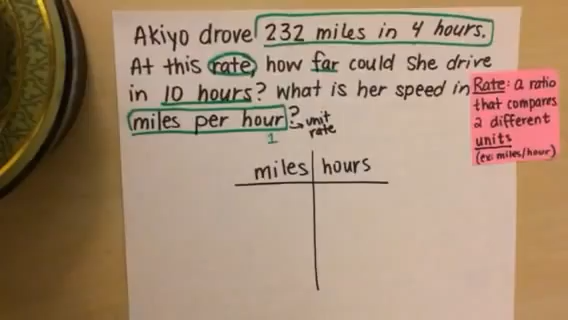 Akiyo drove 232 miles in 4 hours.
At this rate, how far could she drive
in 10 hours? What is her speed in
miles per hour?
→ unit
rate
1
Rate: a ratio
that compares
2 different
units
(ex: miles/hour)
miles hours